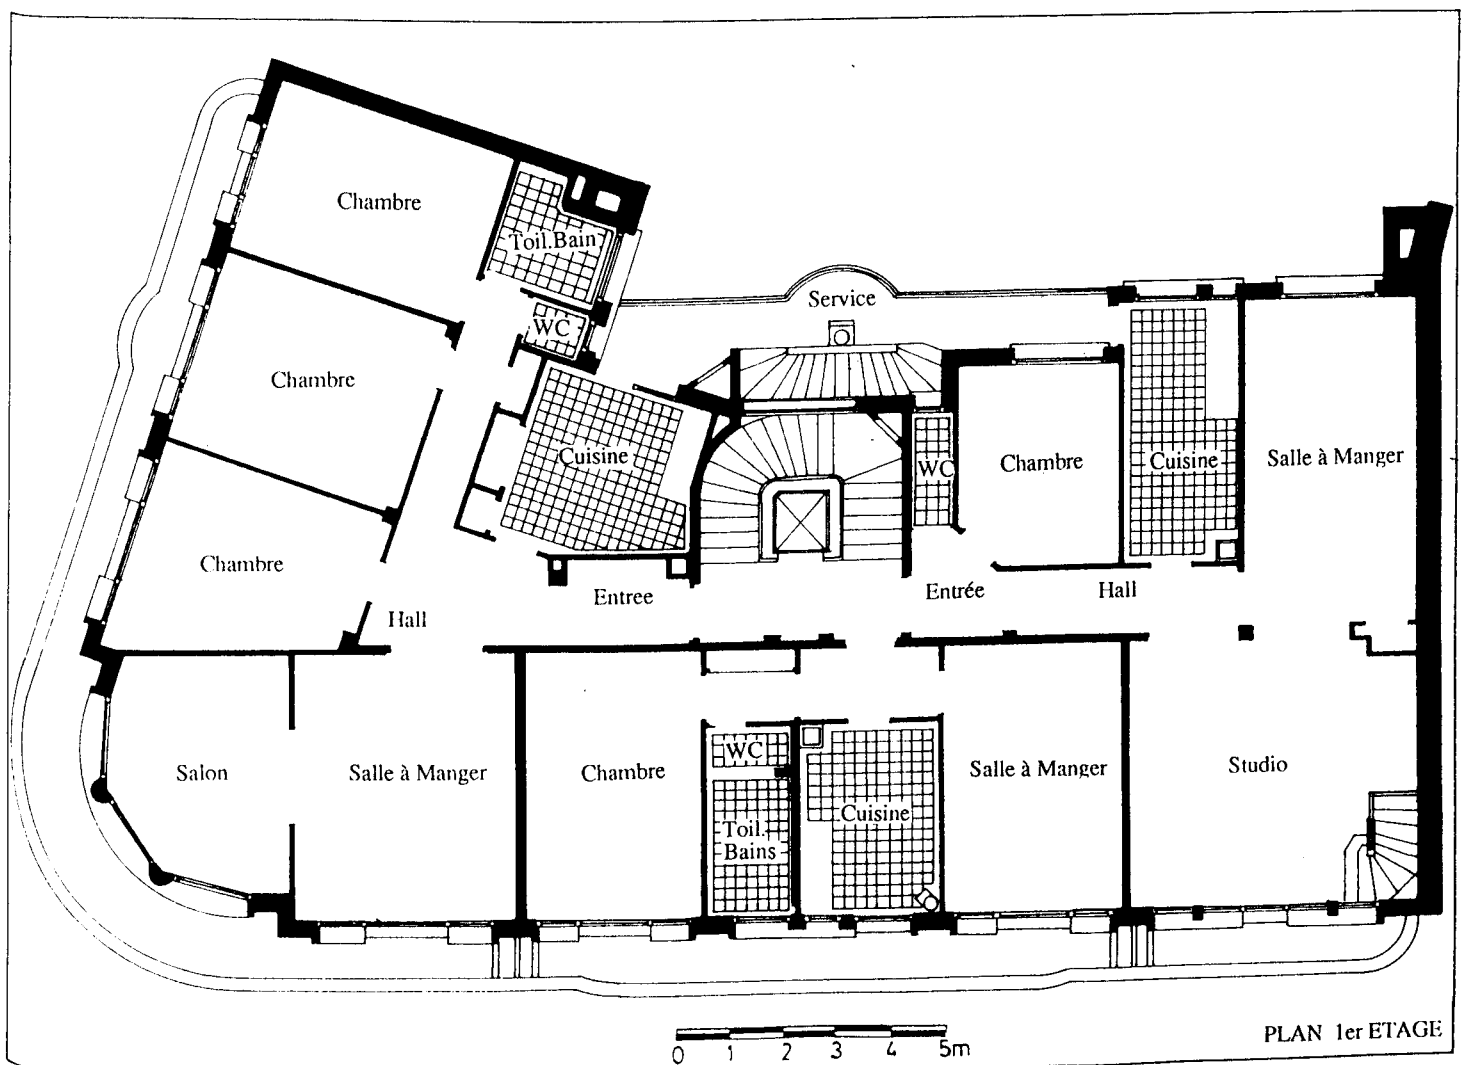 Chambre
Toil.Bain
Service
WC
Chambre
Cuisine
WC
Chambre
Cuisine
Salle à Manger
Chambre
Entree
Entrée
Hall
Hall
Salon
Salle à Manger
Chambre
WC
Toil.
Bains
Cuisine
Salle à Manger
Studio
0 1 2 3 4 5m
PLAN 1er ETAGE